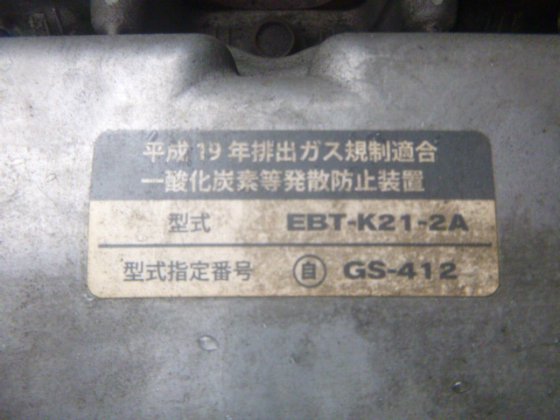 平成19年排出ガス規制適合
一酸化炭素等発散防止装置
型式 EBT-K21-2A
型式指定番号 自 GS-412